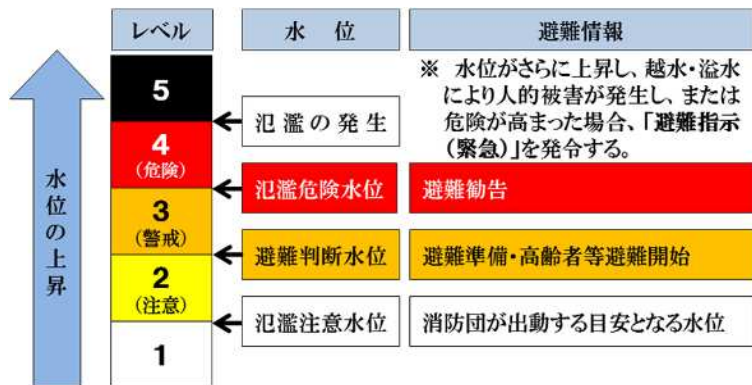 レベル 水 位 避難情報
※ 水位がさらに上昇し、越水・溢水
により人的被害が発生し、または
危険が高まった場合、「避難指示
（緊急）」を発令する。
5
氾濫の発生
4
(危険)
氾濫危険水位 避難勧告
3
(警戒)
避難判断水位 避難準備・高齢者等避難開始
2
(注意)
氾濫注意水位 消防団が出動する目安となる水位
1
水位の上昇